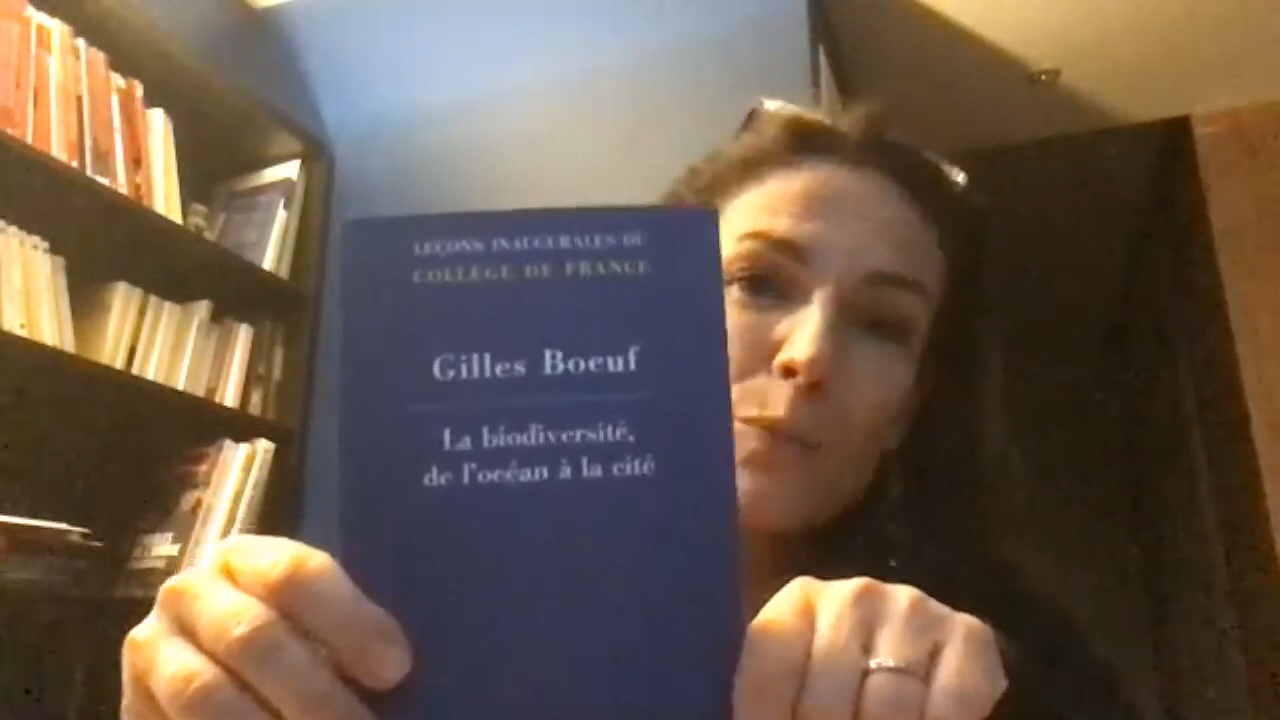 LEÇONS INAUGURALES DU
COLLÈGE DE FRANCE
Gilles Boeuf
La biodiversité,
de l'océan à la cité